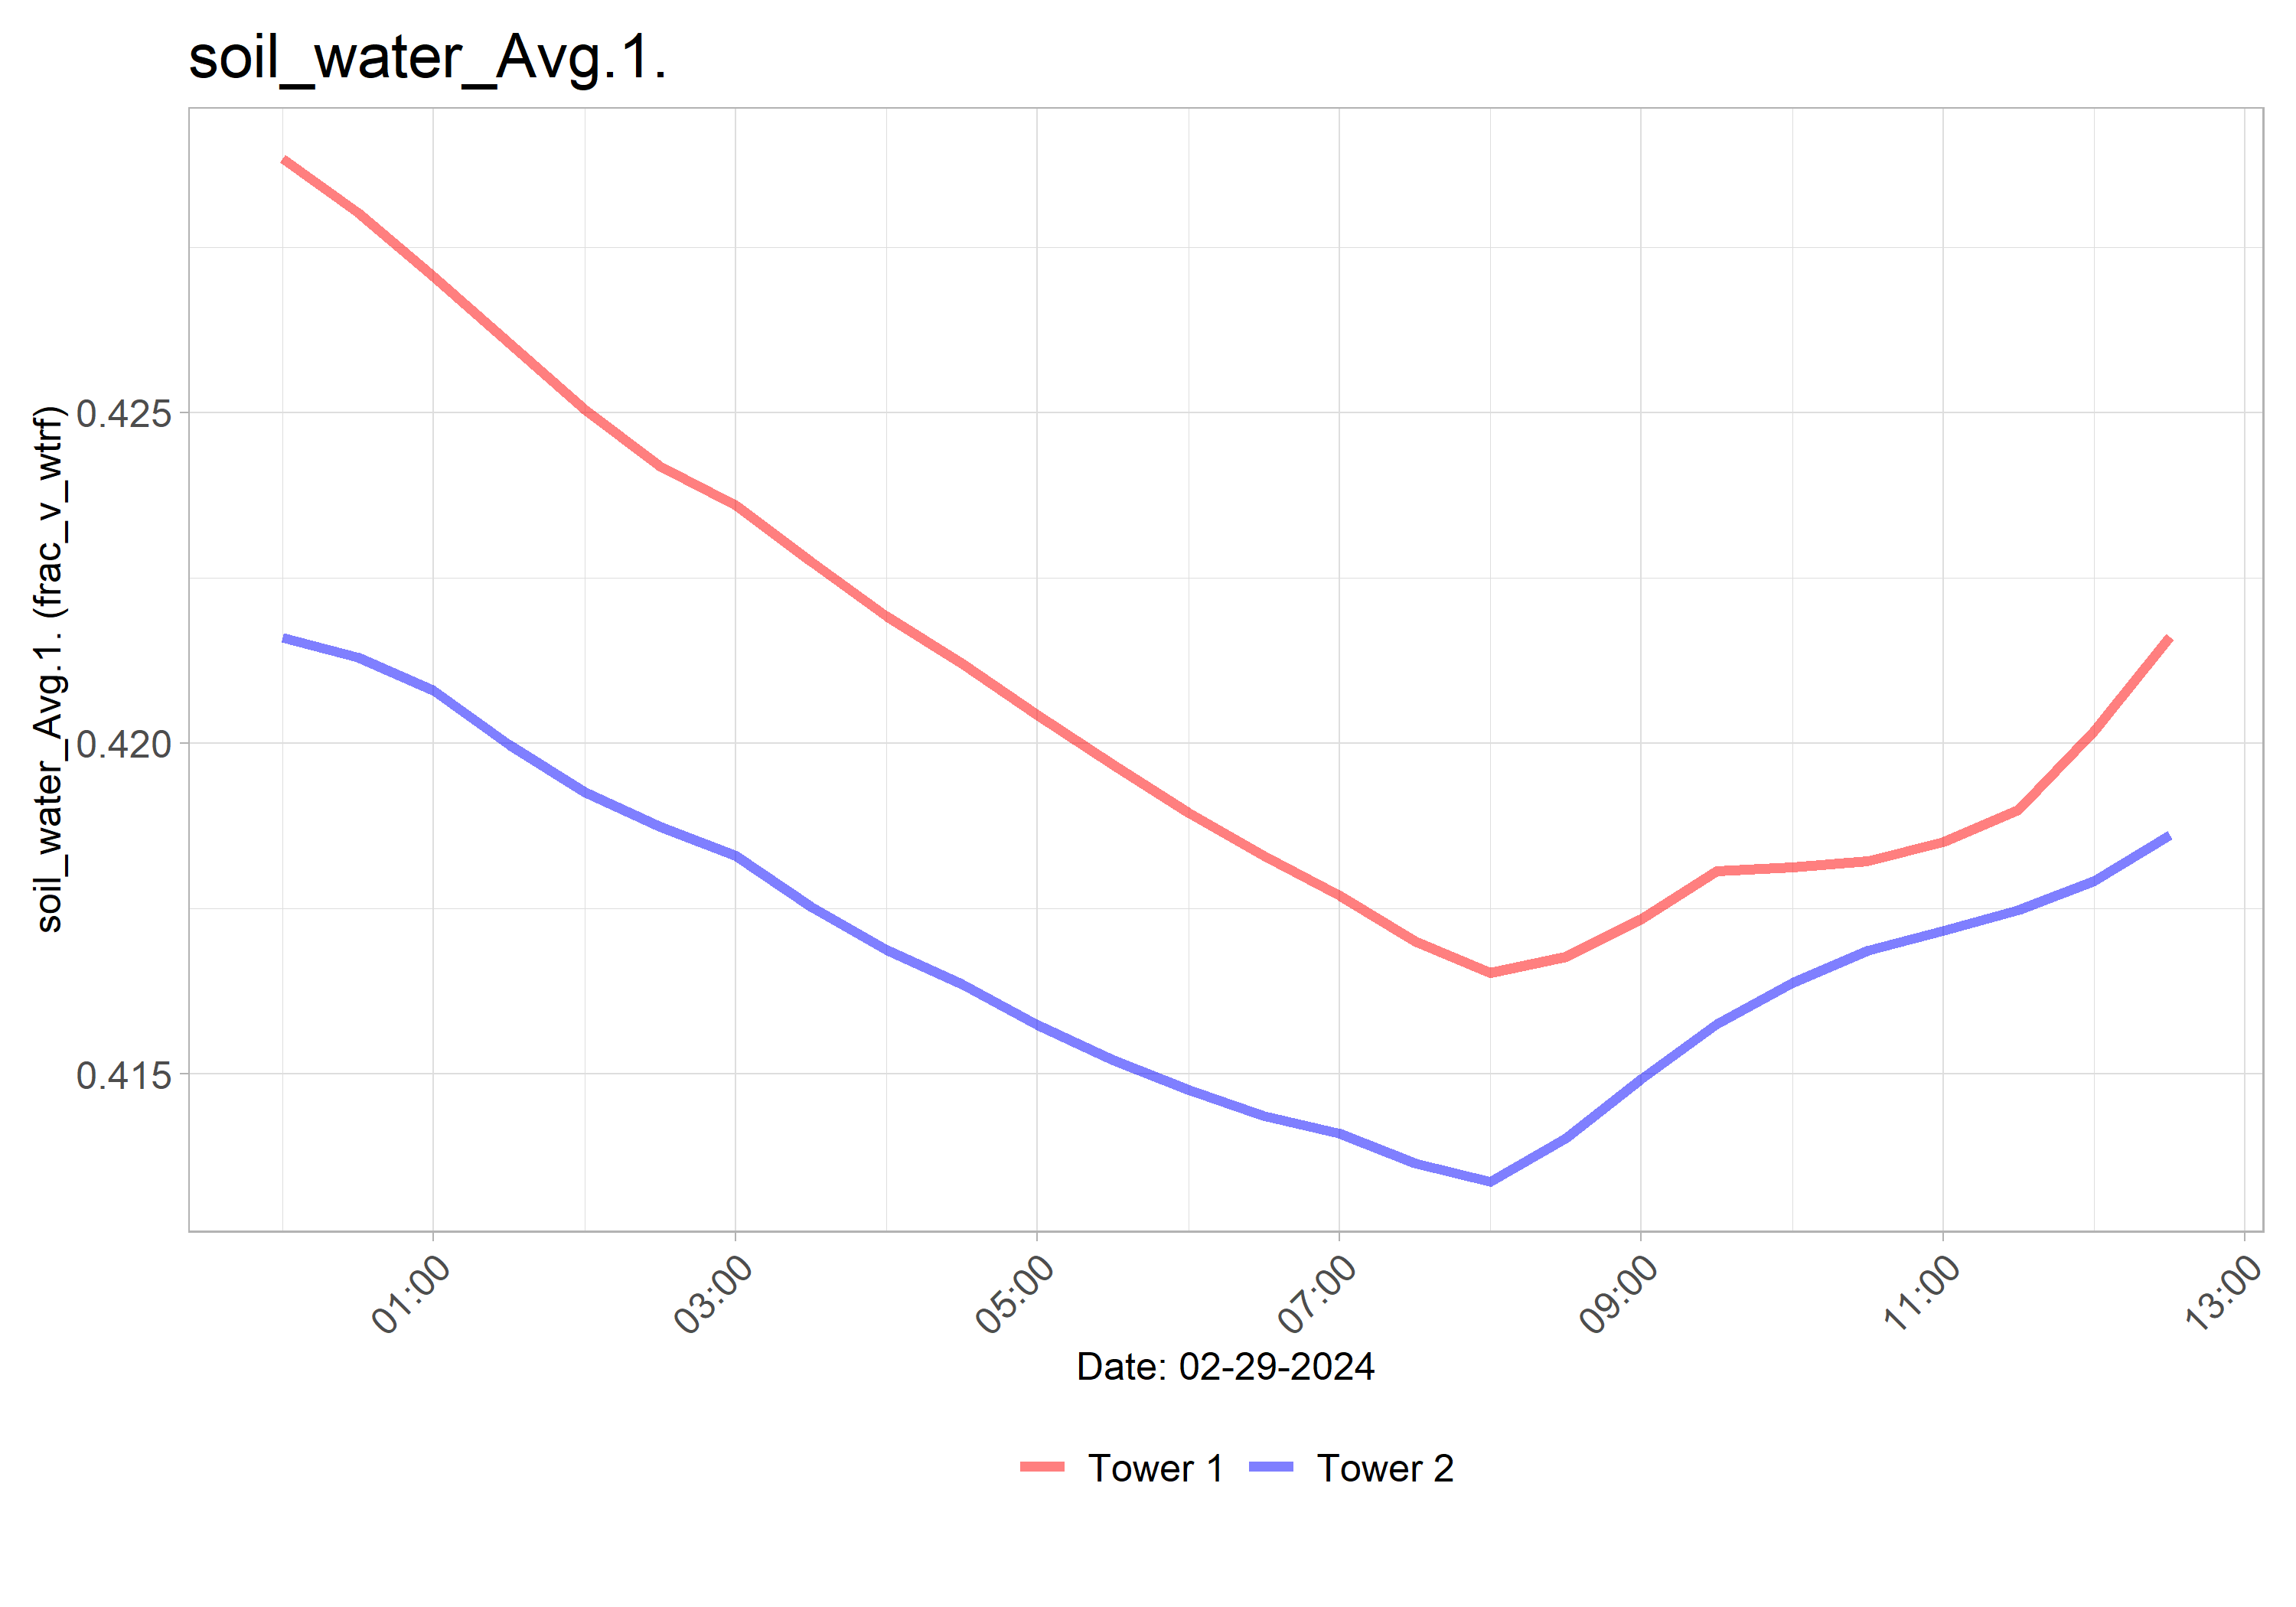 soil_water_Avg.1.
soil_water_Avg.1. (frac_v_wtrf)
0.425
0.420
0.415
01:00
03:00
05:00
07:00
09:00
11:00
13:00
Date: 02-29-2024
Tower 1
Tower 2